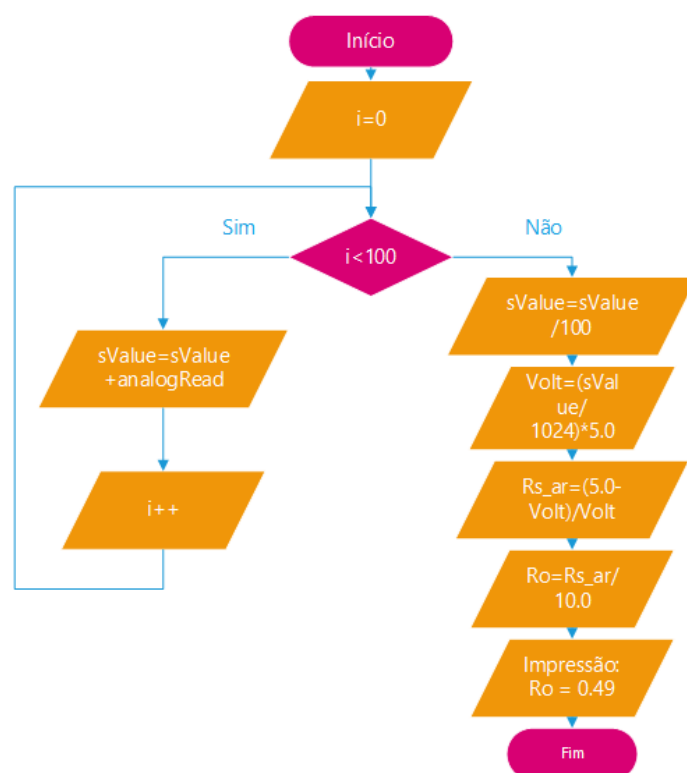 Início
i=0
Sim
Não
i<100
sValue=sValue
+analogRead
i++
sValue=sValue
/100
Volt=(sVal
ue/
1024)*5.0
Rs_ar=(5.0-
Volt)/Volt
Ro=Rs_ar/
10.0
Impressão:
Ro = 0.49
Fim